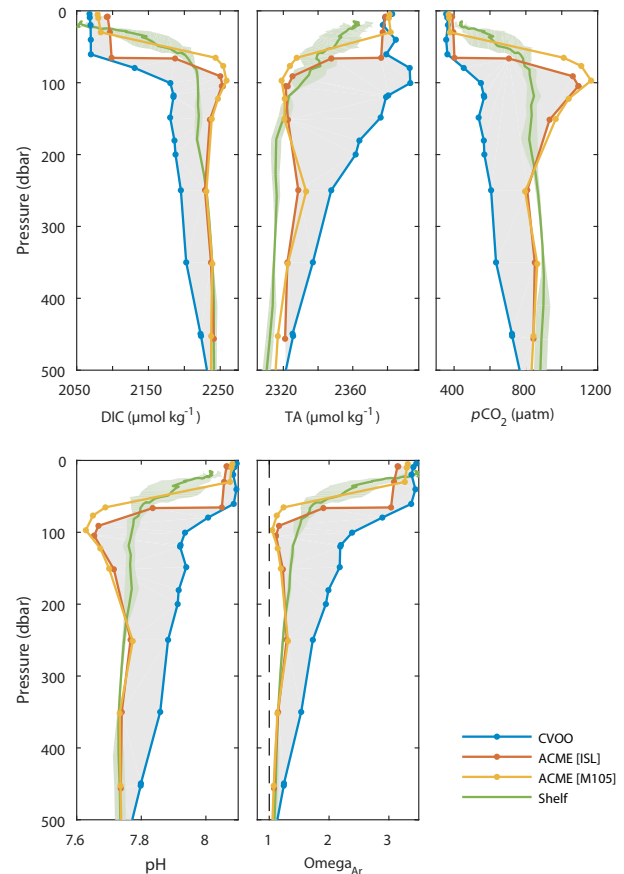 0
100
200
300
400
500
Pressure (dbar)
2050 2150 2250
DIC (µmol kg⁻¹)
2320 2360
TA (µmol kg⁻¹)
400 800 1200
pCO₂ (µatm)
0
100
200
300
400
500
Pressure (dbar)
7.6 7.8 8
pH
1 2 3
Omega_Ar
CVOO
ACME [ISL]
ACME [M105]
Shelf